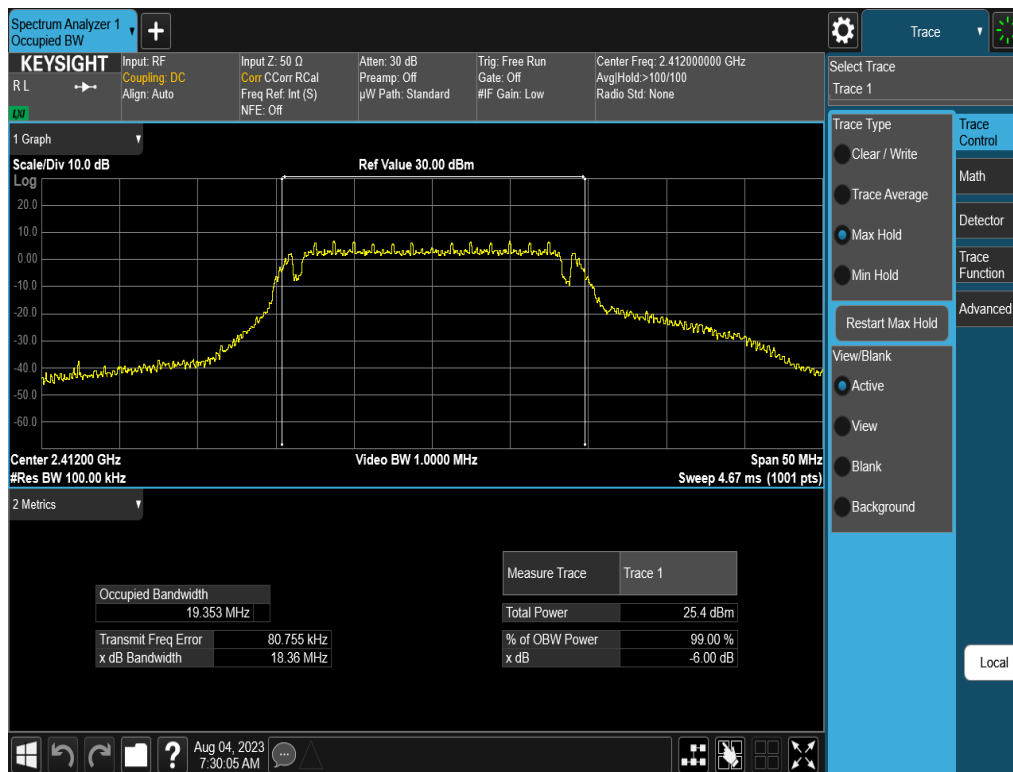 Spectrum Analyzer 1
Occupied BW
Trace
KEYSIGHT
R L
LXI
Input: RF
Coupling: DC
Align: Auto
Input Z: 50 Ω
Corr CCorr RCal
Freq Ref: Int (S)
NFE: Off
Atten: 30 dB
Preamp: Off
µW Path: Standard
Trig: Free Run
Gate: Off
#IF Gain: Low
Center Freq: 2.412000000 GHz
Avg|Hold:>100/100
Radio Std: None
Select Trace
Trace 1
1 Graph
Scale/Div 10.0 dB
Ref Value 30.00 dBm
Log
20.0
10.0
0.00
-10.0
-20.0
-30.0
-40.0
-50.0
-60.0
Center 2.41200 GHz
Video BW 1.0000 MHz
Span 50 MHz
#Res BW 100.00 kHz
Sweep 4.67 ms (1001 pts)
Trace Type
Clear / Write
Trace Average
Max Hold
Min Hold
Restart Max Hold
View/Blank
Active
View
Blank
Background
Trace
Control
Math
Detector
Trace
Function
Advanced
Local
2 Metrics
Occupied Bandwidth
19.353 MHz
Transmit Freq Error 80.755 kHz
x dB Bandwidth 18.36 MHz
Measure Trace Trace 1
Total Power 25.4 dBm
% of OBW Power 99.00 %
x dB -6.00 dB
?
Aug 04, 2023
7:30:05 AM